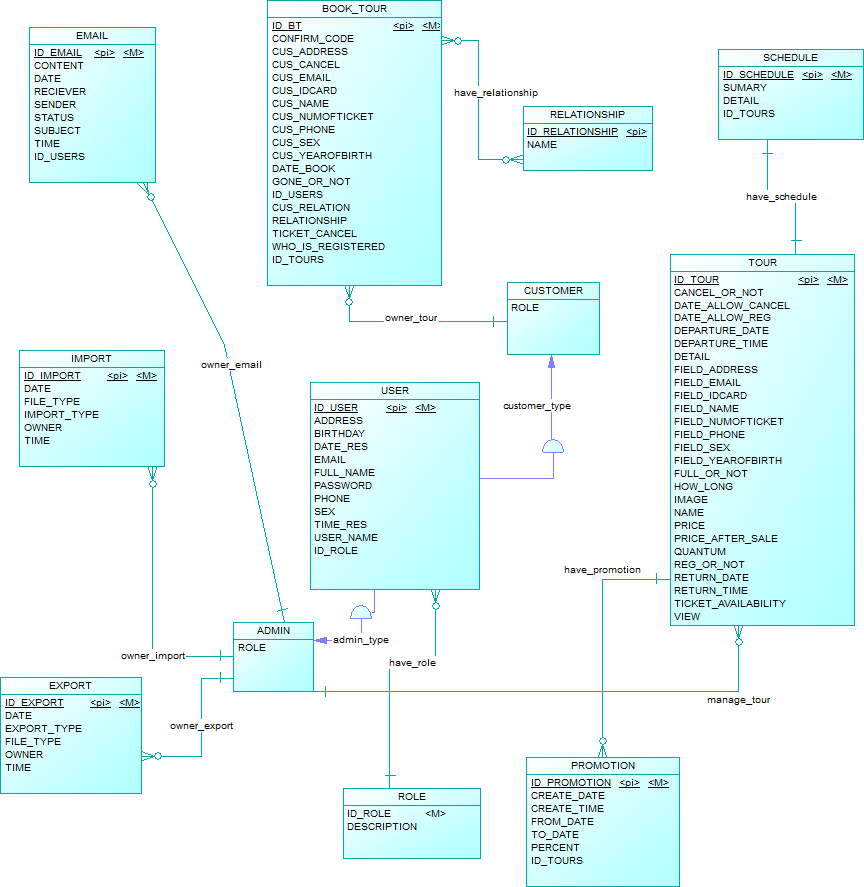 BOOK_TOUR
ID_BT <pi> <M>
CONFIRM_CODE
CUS_ADDRESS
CUS_CANCEL
CUS_EMAIL
CUS_IDCARD
CUS_NAME
CUS_NUMOFTICKET
CUS_PHONE
CUS_SEX
CUS_YEAROFBIRTH
DATE_BOOK
GONE_OR_NOT
ID_USERS
CUS_RELATION
RELATIONSHIP
TICKET_CANCEL
WHO_IS_REGISTERED
ID_TOURS
EMAIL
ID_EMAIL <pi> <M>
CONTENT
DATE
RECIEVER
SENDER
STATUS
SUBJECT
TIME
ID_USERS
have_relationship
RELATIONSHIP
ID_RELATIONSHIP <pi>
NAME
SCHEDULE
ID_SCHEDULE <pi> <M>
SUMARY
DETAIL
ID_TOURS
have_schedule
TOUR
ID_TOUR <pi> <M>
CANCEL_OR_NOT
DATE_ALLOW_CANCEL
DATE_ALLOW_REG
DEPARTURE_DATE
DEPARTURE_TIME
DETAIL
FIELD_ADDRESS
FIELD_EMAIL
FIELD_IDCARD
FIELD_NAME
FIELD_NUMOFTICKET
FIELD_PHONE
FIELD_SEX
FIELD_YEAROFBIRTH
FULL_OR_NOT
HOW_LONG
IMAGE
NAME
PRICE
PRICE_AFTER_SALE
QUANTUM
REG_OR_NOT
RETURN_DATE
RETURN_TIME
TICKET_AVAILABILITY
VIEW
CUSTOMER
ROLE
owner_tour
owner_email
IMPORT
ID_IMPORT <pi> <M>
DATE
FILE_TYPE
IMPORT_TYPE
OWNER
TIME
USER
ID_USER <pi> <M>
ADDRESS
BIRTHDAY
DATE_RES
EMAIL
FULL_NAME
PASSWORD
PHONE
SEX
TIME_RES
USER_NAME
ID_ROLE
customer_type
have_promotion
ADMIN
ROLE
admin_type
owner_import
have_role
EXPORT
ID_EXPORT <pi> <M>
DATE
EXPORT_TYPE
FILE_TYPE
OWNER
TIME
owner_export
manage_tour
ROLE
ID_ROLE <M>
DESCRIPTION
PROMOTION
ID_PROMOTION <pi> <M>
CREATE_DATE
CREATE_TIME
FROM_DATE
TO_DATE
PERCENT
ID_TOURS